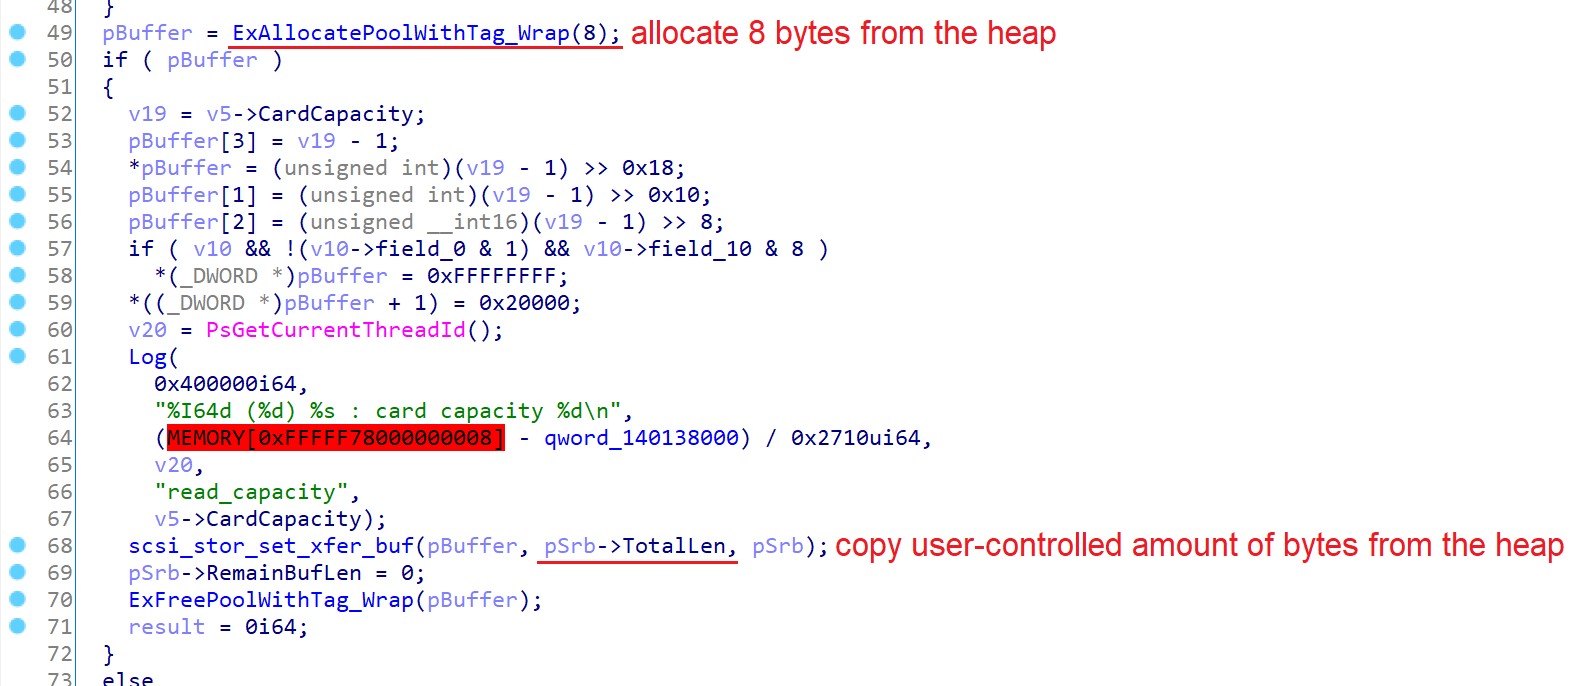 48 }
49 pBuffer = ExAllocatePoolWithTag_Wrap(8); allocate 8 bytes from the heap
50 if ( pBuffer )
51 {
52 v19 = v5->CardCapacity;
53 pBuffer[3] = v19 - 1;
54 *pBuffer = (unsigned int)(v19 - 1) >> 0x18;
55 pBuffer[1] = (unsigned int)(v19 - 1) >> 0x10;
56 pBuffer[2] = (unsigned __int16)(v19 - 1) >> 8;
57 if ( v10 && !(v10->field_0 & 1) && v10->field_10 & 8 )
58 *(_DWORD *)pBuffer = 0xFFFFFFFF;
59 *((_DWORD *)pBuffer + 1) = 0x20000;
60 v20 = PsGetCurrentThreadId();
61 Log(
62 0x400000i64,
63 "%I64d (%d) %s : card capacity %d\n",
64 (MEMORY[0xFFFFF78000000008] - qword_140138000) / 0x2710ui64,
65 v20,
66 "read_capacity",
67 v5->CardCapacity);
68 scsi_stor_set_xfer_buf(pBuffer, pSrb->TotalLen, pSrb); copy user-controlled amount of bytes from the heap
69 pSrb->RemainBufLen = 0;
70 ExFreePoolWithTag_Wrap(pBuffer);
71 result = 0i64;
72 }
73 else